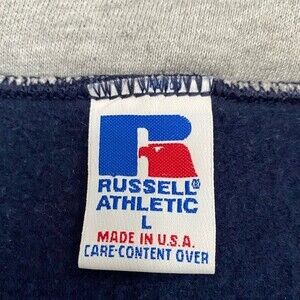 RUSSELL®
ATHLETIC
L
MADE IN U.S.A.
CARE-CONTENT OVER